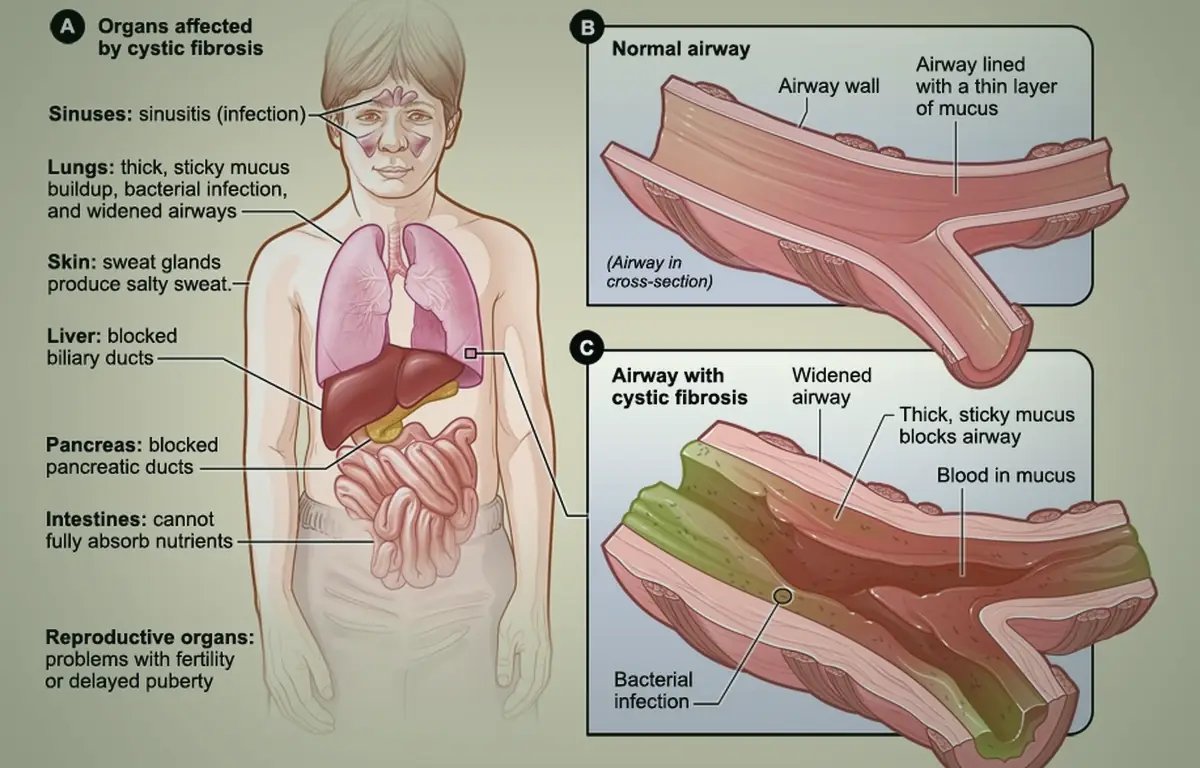 A
Organs affected
by cystic fibrosis
Sinuses: sinusitis (infection)
Lungs: thick, sticky mucus
buildup, bacterial infection,
and widened airways
Skin: sweat glands
produce salty sweat.
Liver: blocked
biliary ducts
Pancreas: blocked
pancreatic ducts
Intestines: cannot
fully absorb nutrients
Reproductive organs:
problems with fertility
or delayed puberty
B
Normal airway
Airway wall
Airway lined
with a thin layer
of mucus
(Airway in
cross-section)
C
Airway with
cystic fibrosis
Widened
airway
Thick, sticky mucus
blocks airway
Blood in mucus
Bacterial
infection